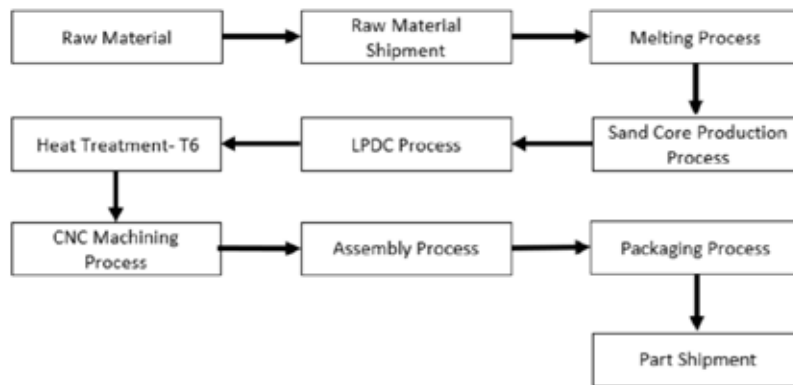 Raw Material
Raw Material
Shipment
Melting Process
Sand Core Production
Process
LPDC Process
Heat Treatment- T6
CNC Machining
Process
Assembly Process
Packaging Process
Part Shipment